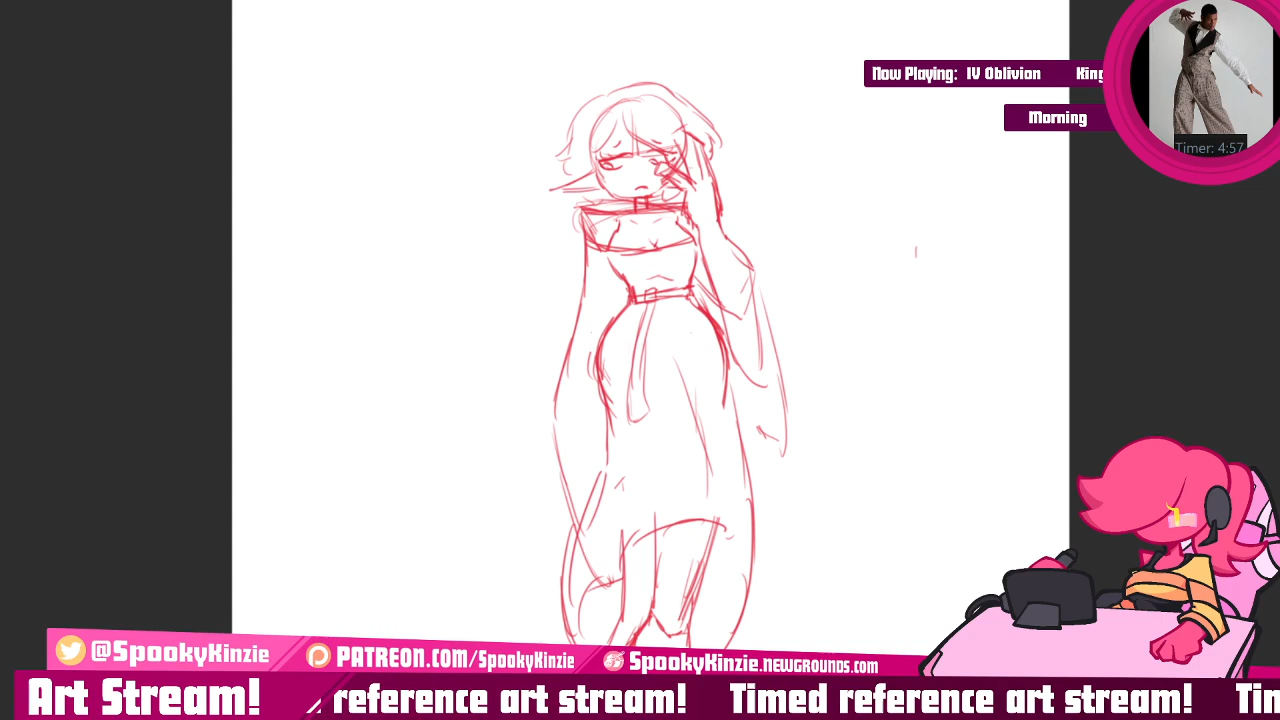 Now Playing: IV Oblivion King
Morning
Timer: 4:57
@SpookyKinzie
PATREON.COM/SpookyKinzie
SpookyKinzie.NEWGROUNDS.COM
Art Stream!
reference art stream! Timed reference art stream! Tim